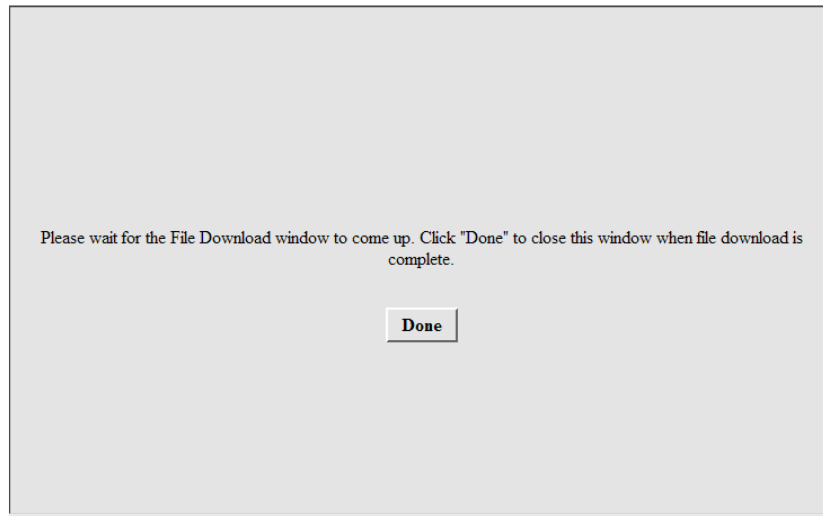 Please wait for the File Download window to come up. Click "Done" to close this window when file download is
complete.
Done